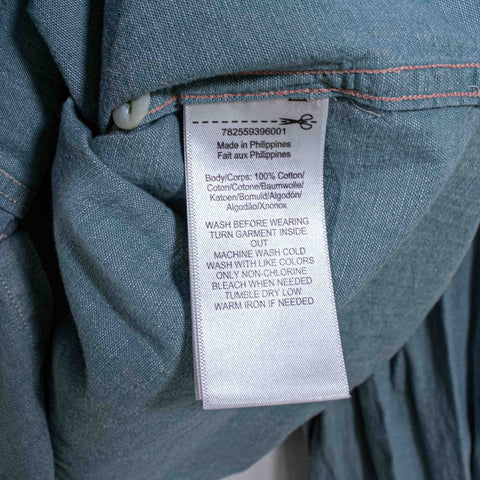 782559396001
Made in Philippines
Fait aux Philippines
Body/Corps: 100% Cotton/
Coton/Cotone/Baumwolle/
Katoen/Bomuld/Algodón/
Algodão/Хлопок
WASH BEFORE WEARING
TURN GARMENT INSIDE
OUT
MACHINE WASH COLD
WASH WITH LIKE COLORS
ONLY NON-CHLORINE
BLEACH WHEN NEEDED
TUMBLE DRY LOW
WARM IRON IF NEEDED